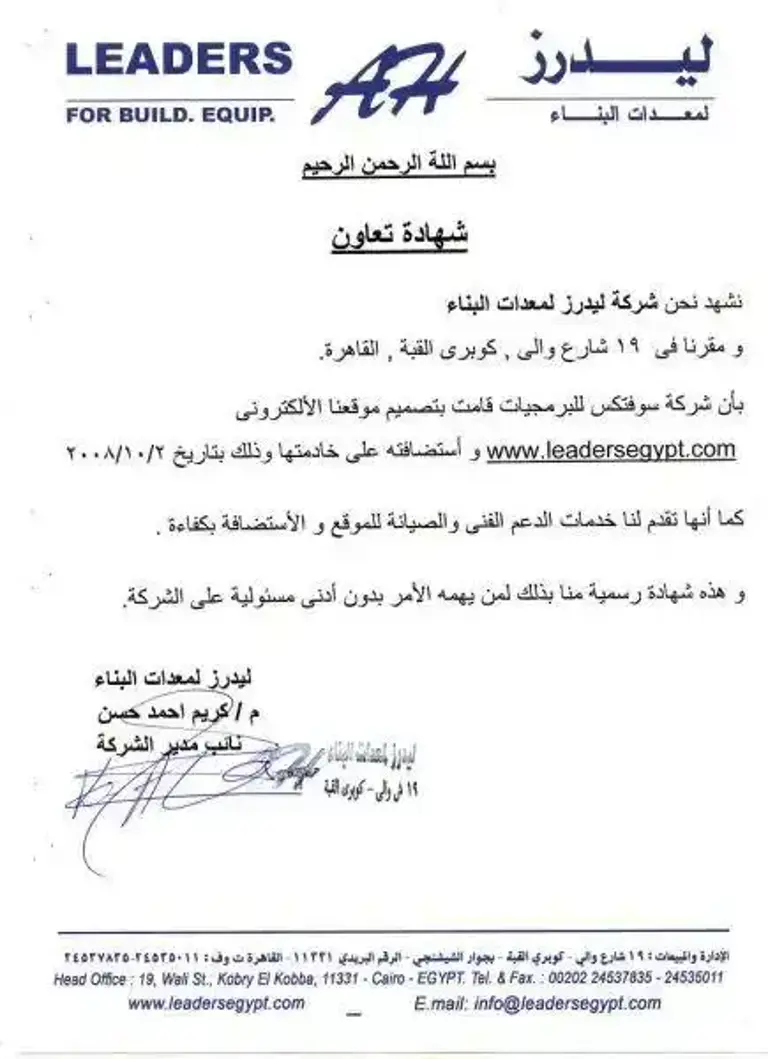 LEADERS
FOR BUILD. EQUIP.
AH
ليـدرز
لمعـدات البنـاء
بسم اللة الرحمن الرحيم
شهادة تعاون
نشهد نحن شركة ليدرز لمعدات البناء
و مقرنا فى ١٩ شارع والى , كوبرى القبة , القاهرة.
بأن شركة سوفتكس للبرمجيات قامت بتصميم موقعنا الألكترونى
www.leadersegypt.com و أستضافته على خادمتها وذلك بتاريخ ٢٠٠٨/١٠/٢
كما أنها تقدم لنا خدمات الدعم الفنى والصيانة للموقع و الأستضافة بكفاءة .
و هذه شهادة رسمية منا بذلك لمن يهمه الأمر بدون أدنى مسئولية على الشركة.
ليدرز لمعدات البناء
م / كريم احمد حسن
نائب مدير الشركة
ليدرز لمعدات البناء
١٩ ش والى - كوبرى القبة
الإدارة والمبيعات : ١٩ شارع والي - كوبري القبة - بجوار الشيشنجي - الرقم البريدي ١١٣٣١ - القاهرة ت وف : ٢٤٥٣٥٠١١-٢٤٥٣٧٨٣٥
Head Office : 19, Wali St., Kobry El Kobba, 11331 - Cairo - EGYPT. Tel. & Fax. : 00202 24537835 - 24535011
www.leadersegypt.com E.mail: info@leadersegypt.com